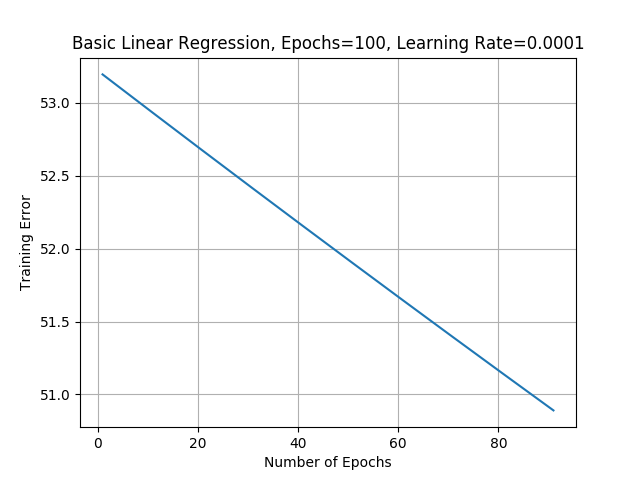 Basic Linear Regression, Epochs=100, Learning Rate=0.0001
53.0
52.5
52.0
51.5
51.0
Training Error
0 20 40 60 80
Number of Epochs